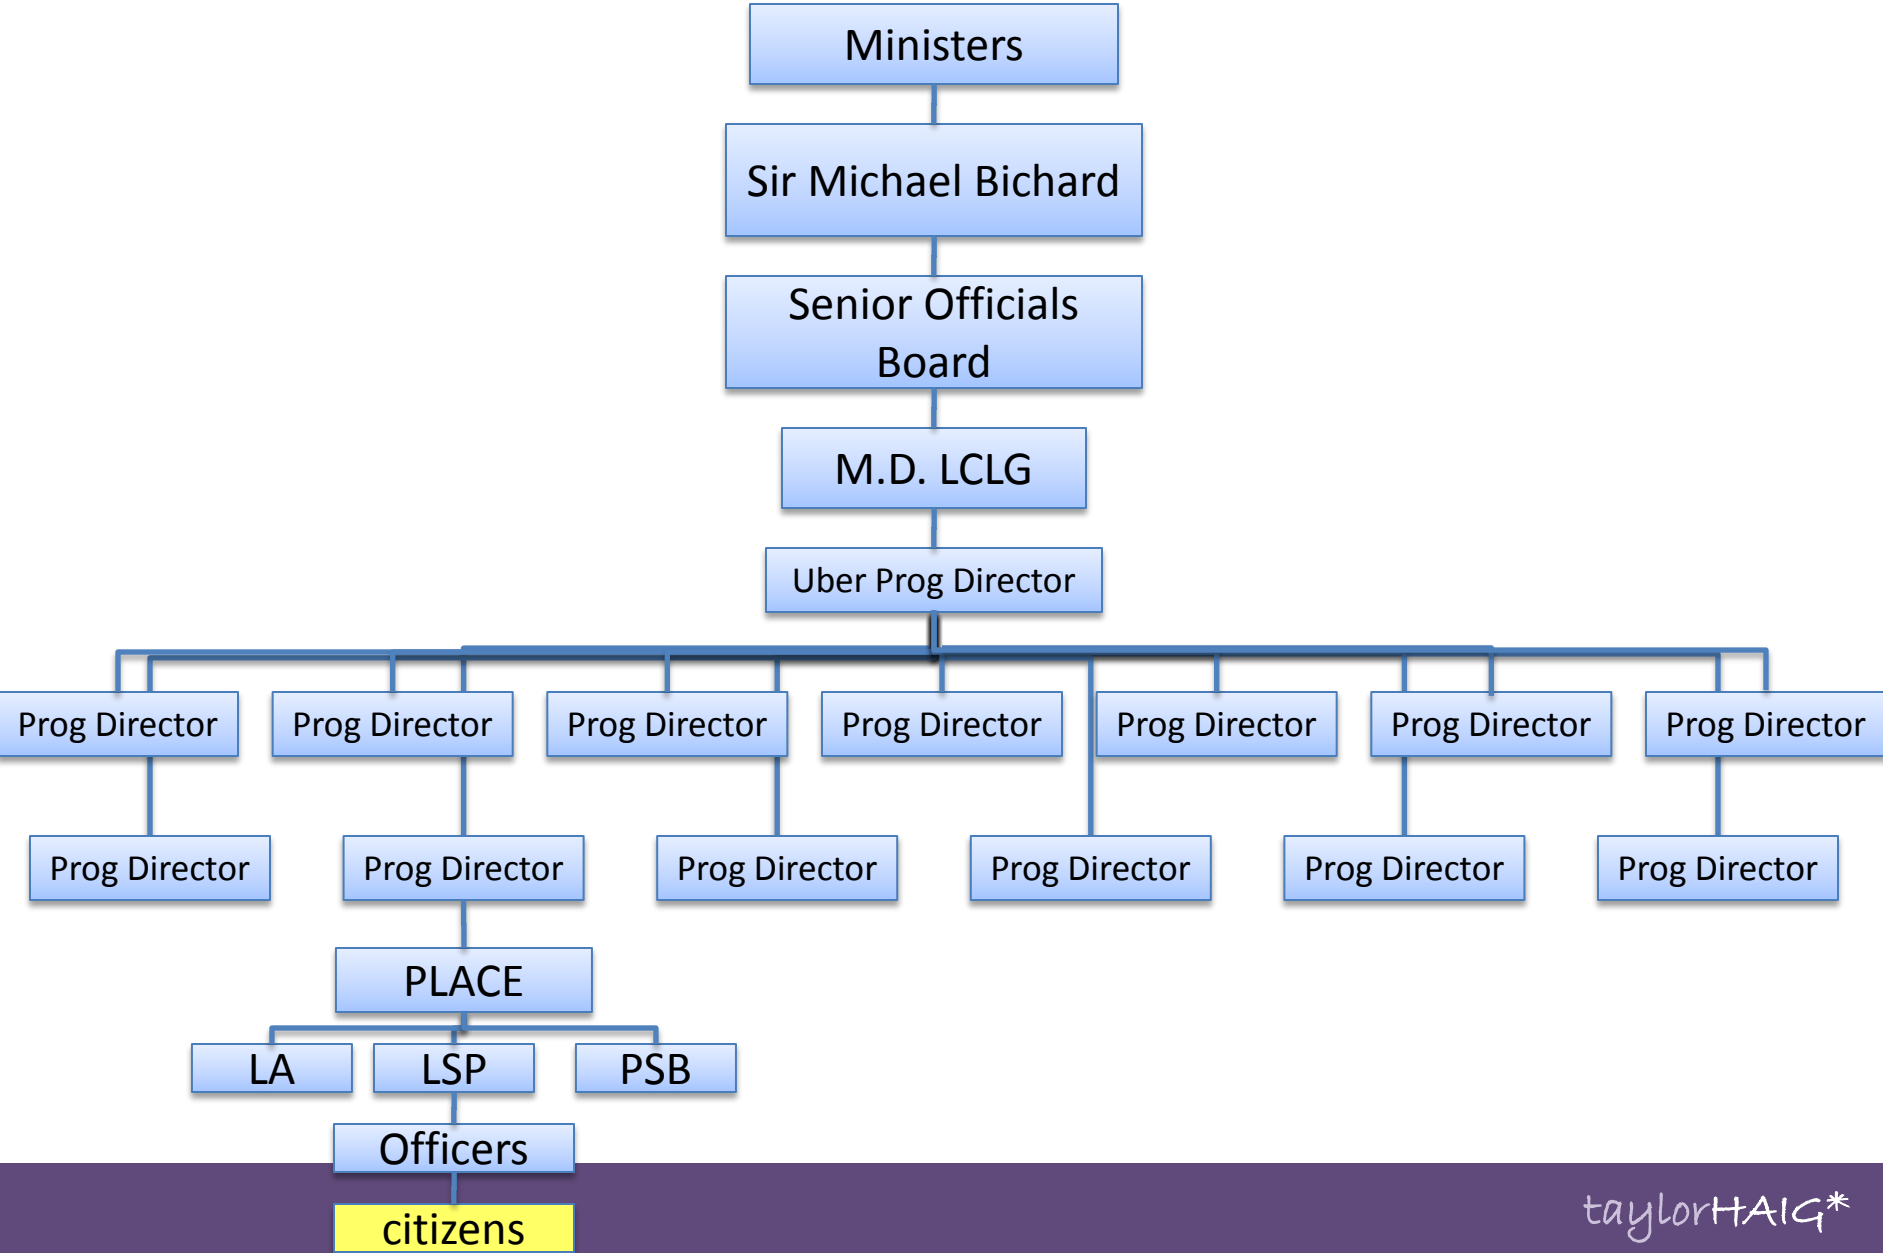 Ministers
Sir Michael Bichard
Senior Officials
Board
M.D. LCLG
Uber Prog Director
Prog Director
Prog Director
Prog Director
Prog Director
Prog Director
Prog Director
Prog Director
Prog Director
Prog Director
Prog Director
Prog Director
Prog Director
Prog Director
PLACE
LA
LSP
PSB
Officers
citizens
taylorHAIG*